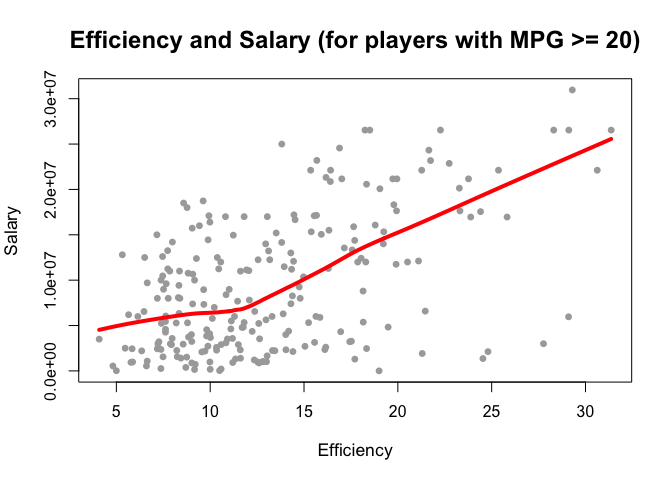 Efficiency and Salary (for players with MPG >= 20)
Salary
3.0e+07
2.0e+07
1.0e+07
0.0e+00
5 10 15 20 25 30
Efficiency